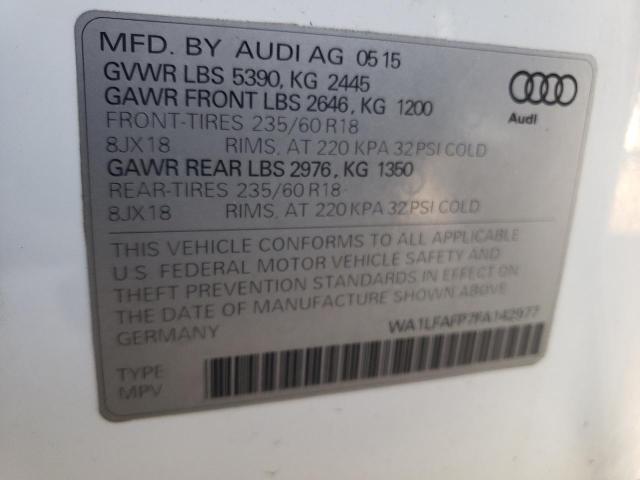 MFD. BY AUDI AG 0515
GVWR LBS 5390, KG 2445
GAWR FRONT LBS 2646, KG 1200
FRONT-TIRES 235/60 R18
8JX18 RIMS, AT 220 KPA 32 PSI COLD
GAWR REAR LBS 2976, KG 1350
REAR-TIRES 235/60 R18
8JX18 RIMS, AT 220 KPA 32 PSI COLD
Audi
THIS VEHICLE CONFORMS TO ALL APPLICABLE
U.S. FEDERAL MOTOR VEHICLE SAFETY AND
THEFT PREVENTION STANDARDS IN EFFECT ON
THE DATE OF MANUFACTURE SHOWN ABOVE
GERMANY
WA1LFAFP7FA142977
TYPE
MPV